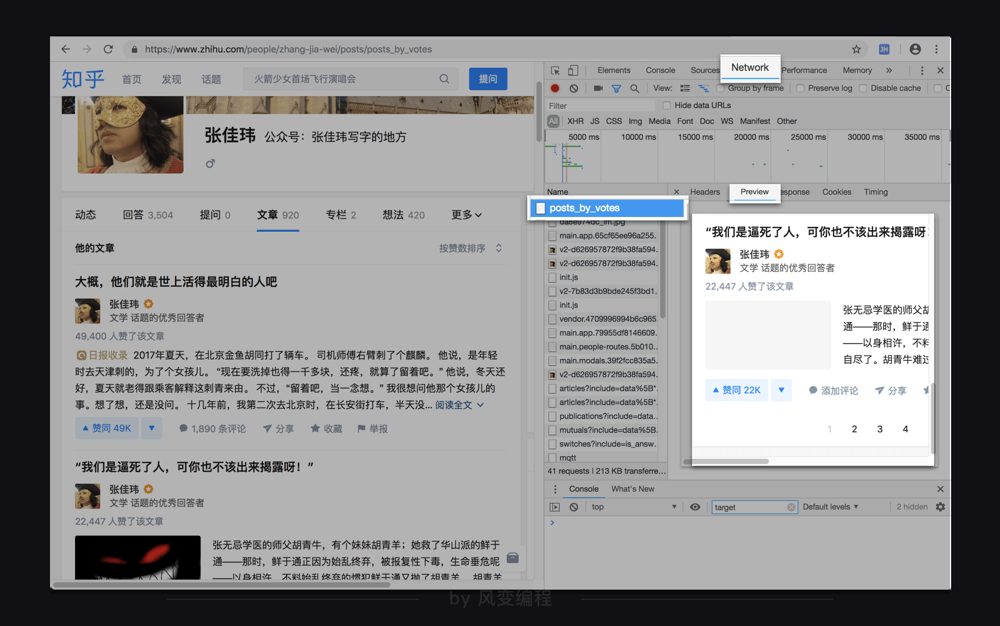 https://www.zhihu.com/people/zhang-jia-wei/posts/posts_by_votes
JH
知乎
首页
发现
话题
火箭少女首场飞行演唱会
提问
张佳玮 公众号：张佳玮写字的地方
动态
回答 3,504
提问 0
文章 920
专栏 2
想法 420
更多
他的文章
按赞数排序
大概，他们就是世上活得最明白的人吧
张佳玮
文学 话题的优秀回答者
49,400 人赞了该文章
日报收录 2017年夏天，在北京金鱼胡同打了辆车。 司机师傅右臂刺了个麒麟。 他说，是年轻
时去天津刺的，为了个女孩儿。 “现在要洗掉也得一千多块，还疼，就算了留着吧。” 他说，冬天还
好，夏天就老得跟乘客解释这刺青来由。 不过，“留着吧，当一念想。” 我很想问他那个女孩儿的
事。想了想，还是没问。 十几年前，我第二次去北京时，在长安街打车，半天没... 阅读全文
赞同 49K
1,890 条评论
分享
收藏
举报
“我们是逼死了人，可你也不该出来揭露呀！”
张佳玮
文学 话题的优秀回答者
22,447 人赞了该文章
张无忌学医的师父胡青牛，有个妹妹胡青羊；她救了华山派的鲜于
通——那时，鲜于通正因为始乱终弃，被报复性下毒，生命垂危呢
——以身相许，不料始乱终弃的惯犯鲜于通又抛了胡青羊。 胡青羊
Elements
Console
Sources
Network
Performance
Memory
View:
Group by frame
Preserve log
Disable cache
Filter
Hide data URLs
All
XHR
JS
CSS
Img
Media
Font
Doc
WS
Manifest
Other
5000 ms
10000 ms
15000 ms
20000 ms
25000 ms
30000 ms
35000 ms
Name
Headers
Preview
esponse
Cookies
Timing
posts_by_votes
da8e974dc_im.jpg
main.app.65cf65ee96a255.
v2-d626957872f9b38fa594.
v2-d626957872f9b38fa594.
init.js
v2-7b83d3b9bde245f3bd1.
init.js
vendor.4709996994b6c965.
main.app.79955df8146609.
main.people-routes.5b010..
main.modals.39f2fcc835a5.
v2-d626957872f9b38fa594.
articles?include=data%5B*.
articles?include=data%5B*.
publications?include=data..
mutuals?include=data%5B.
switches?include=is_answ.
mqtt
41 requests | 213 KB transferre...
“我们是逼死了人，可你也不该出来揭露呀！
张佳玮
文学 话题的优秀回答者
22,447 人赞了该文章
张无忌学医的师父胡
通——那时，鲜于通
——以身相许，不料
自尽了。胡青牛难过
赞同 22K
添加评论
分享
1
2
3
4
Console
What's New
top
target
Default levels
2 hidden
by 风变编程